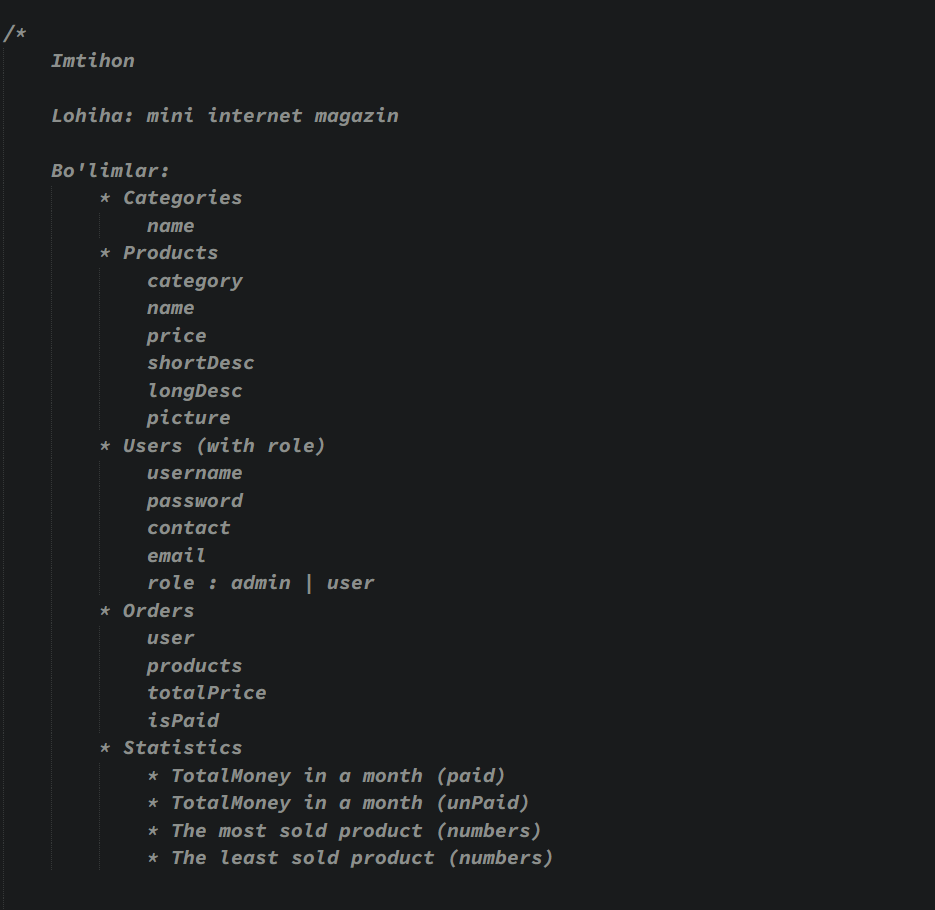 /*
Imtihon
Lohiha: mini internet magazin
Bo'limlar:
* Categories
name
* Products
category
name
price
shortDesc
longDesc
picture
* Users (with role)
username
password
contact
email
role : admin | user
* Orders
user
products
totalPrice
isPaid
* Statistics
* TotalMoney in a month (paid)
* TotalMoney in a month (unPaid)
* The most sold product (numbers)
* The least sold product (numbers)